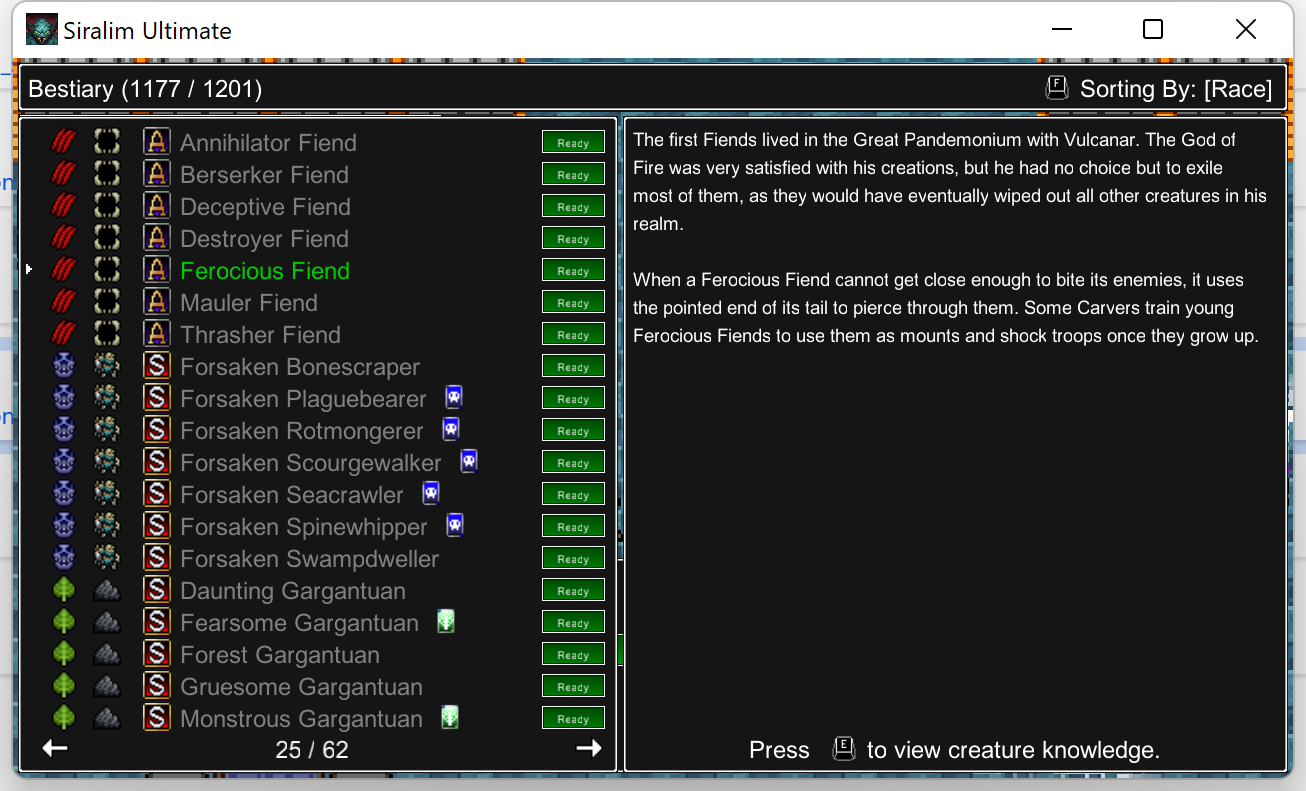 Siralim Ultimate
Bestiary (1177 / 1201)
F Sorting By: [Race]
A Annihilator Fiend Ready
A Berserker Fiend Ready
A Deceptive Fiend Ready
A Destroyer Fiend Ready
A Ferocious Fiend Ready
A Mauler Fiend Ready
A Thrasher Fiend Ready
S Forsaken Bonescraper Ready
S Forsaken Plaguebearer Ready
S Forsaken Rotmongerer Ready
S Forsaken Scourgewalker Ready
S Forsaken Seacrawler Ready
S Forsaken Spinewhipper Ready
S Forsaken Swampdweller Ready
S Daunting Gargantuan Ready
S Fearsome Gargantuan Ready
S Forest Gargantuan Ready
S Gruesome Gargantuan Ready
S Monstrous Gargantuan Ready
25 / 62
The first Fiends lived in the Great Pandemonium with Vulcanar. The God of
Fire was very satisfied with his creations, but he had no choice but to exile
most of them, as they would have eventually wiped out all other creatures in his
realm.
When a Ferocious Fiend cannot get close enough to bite its enemies, it uses
the pointed end of its tail to pierce through them. Some Carvers train young
Ferocious Fiends to use them as mounts and shock troops once they grow up.
Press E to view creature knowledge.